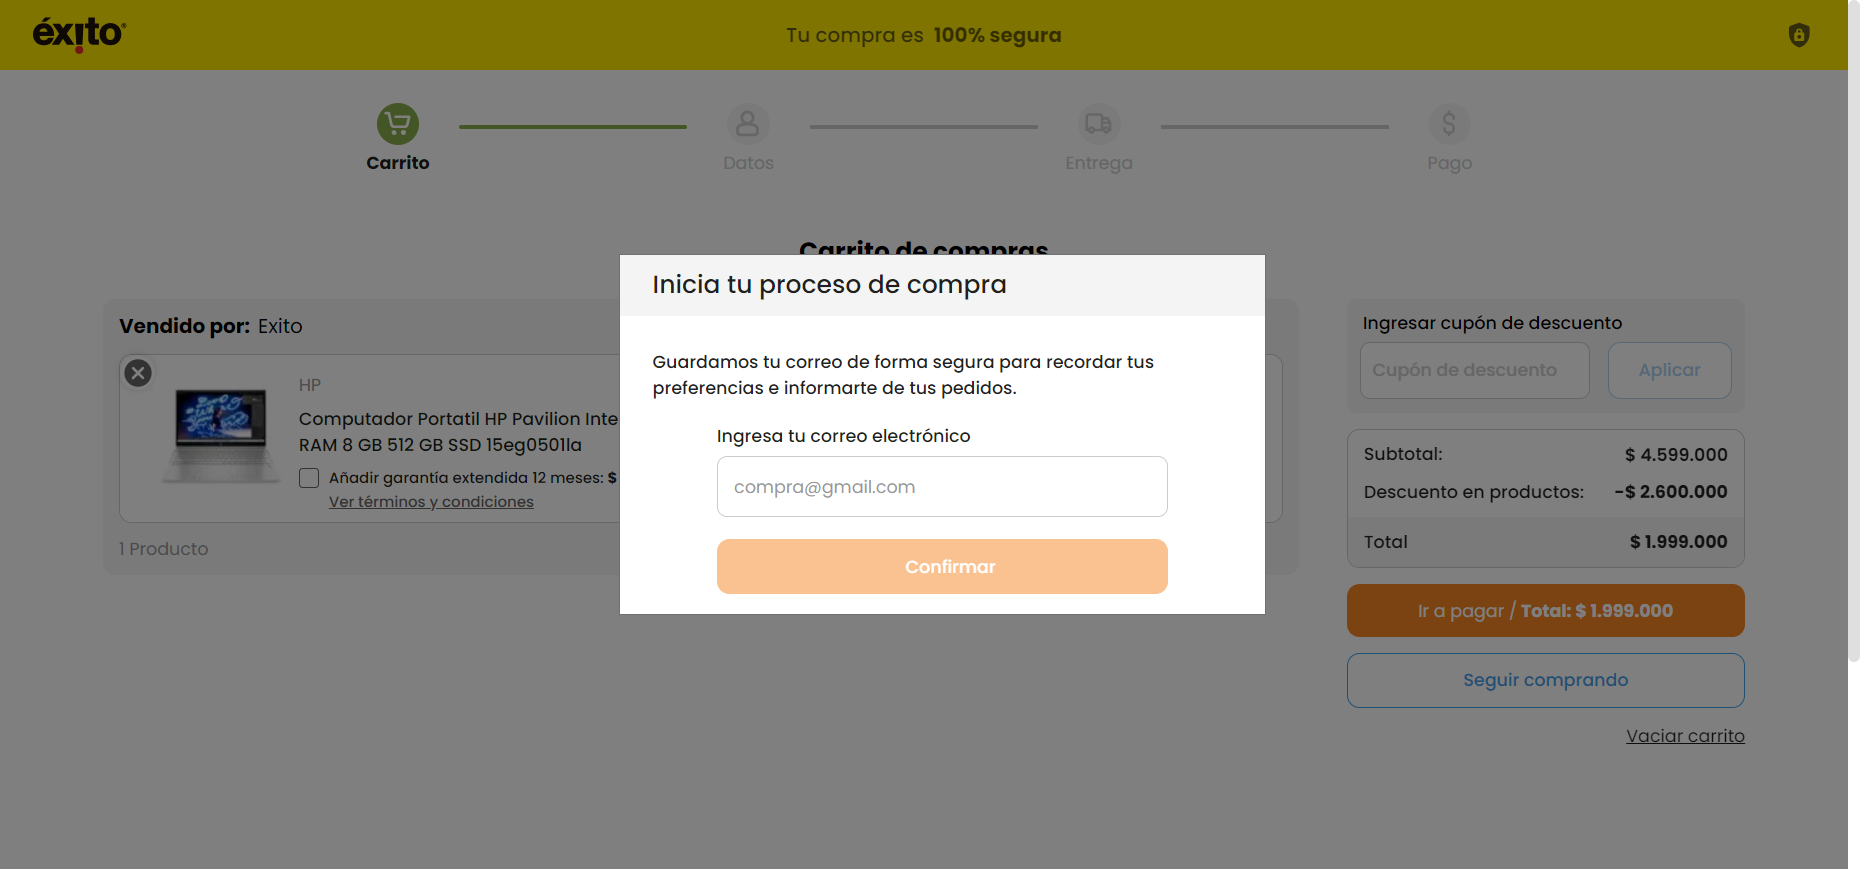 éxito
Tu compra es 100% segura
Carrito
Datos
Entrega
Pago
Carrito de compras
Inicia tu proceso de compra
Guardamos tu correo de forma segura para recordar tus
preferencias e informarte de tus pedidos.
Ingresa tu correo electrónico
compra@gmail.com
Confirmar
Vendido por: Exito
HP
Computador Portatil HP Pavilion Inte
RAM 8 GB 512 GB SSD 15eg0501la
Añadir garantía extendida 12 meses: $
Ver términos y condiciones
1 Producto
Ingresar cupón de descuento
Cupón de descuento
Aplicar
Subtotal: $ 4.599.000
Descuento en productos: -$ 2.600.000
Total $ 1.999.000
Ir a pagar / Total: $ 1.999.000
Seguir comprando
Vaciar carrito